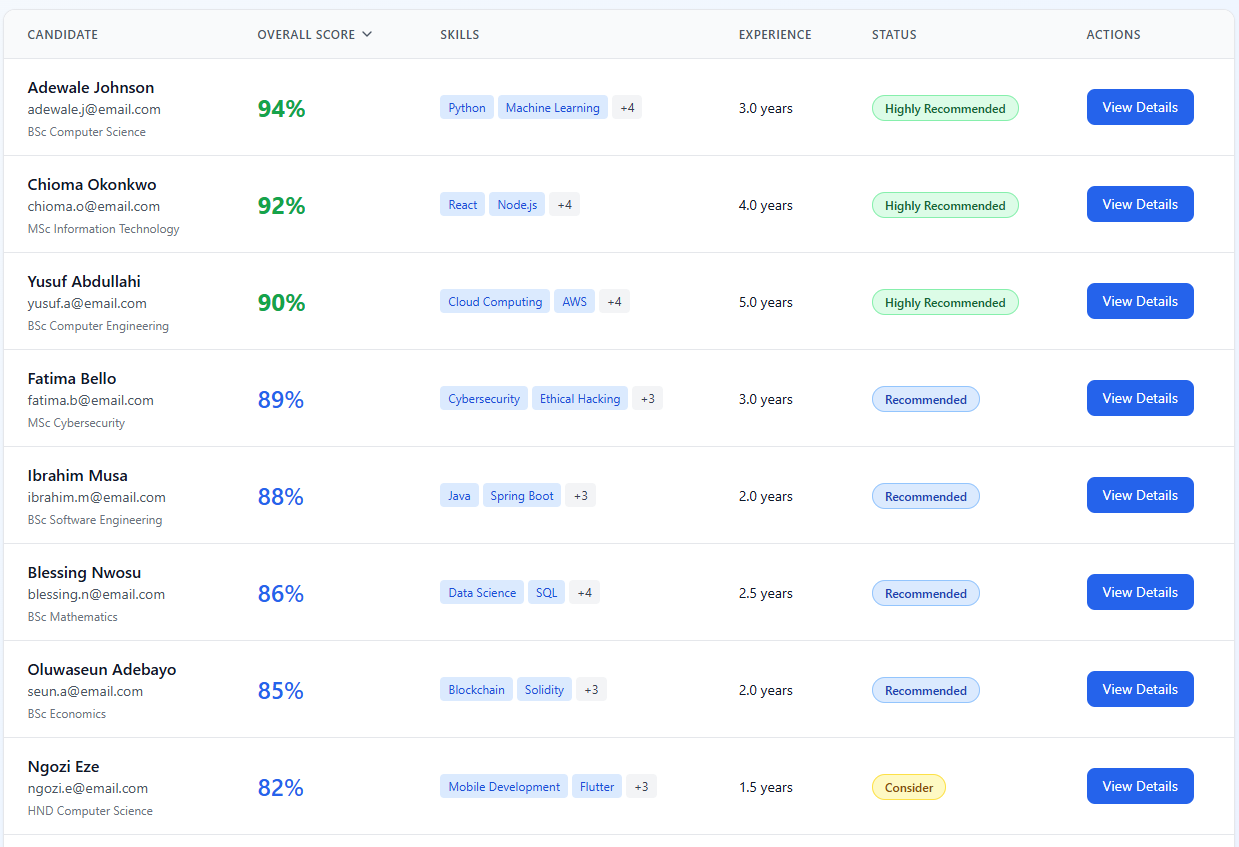 CANDIDATE OVERALL SCORE SKILLS EXPERIENCE STATUS ACTIONS
Adewale Johnson
adewale.j@email.com
BSc Computer Science
94% Python Machine Learning +4 3.0 years Highly Recommended View Details
Chioma Okonkwo
chioma.o@email.com
MSc Information Technology
92% React Node.js +4 4.0 years Highly Recommended View Details
Yusuf Abdullahi
yusuf.a@email.com
BSc Computer Engineering
90% Cloud Computing AWS +4 5.0 years Highly Recommended View Details
Fatima Bello
fatima.b@email.com
MSc Cybersecurity
89% Cybersecurity Ethical Hacking +3 3.0 years Recommended View Details
Ibrahim Musa
ibrahim.m@email.com
BSc Software Engineering
88% Java Spring Boot +3 2.0 years Recommended View Details
Blessing Nwosu
blessing.n@email.com
BSc Mathematics
86% Data Science SQL +4 2.5 years Recommended View Details
Oluwaseun Adebayo
seun.a@email.com
BSc Economics
85% Blockchain Solidity +3 2.0 years Recommended View Details
Ngozi Eze
ngozi.e@email.com
HND Computer Science
82% Mobile Development Flutter +3 1.5 years Consider View Details